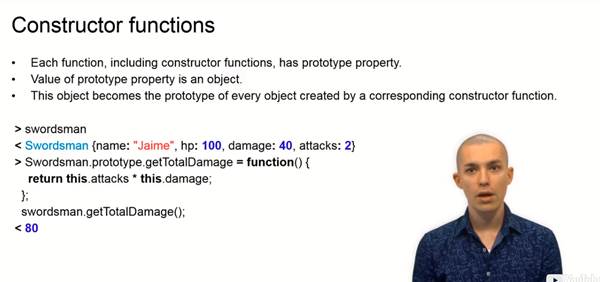 Constructor functions
• Each function, including constructor functions, has prototype property.
• Value of prototype property is an object.
• This object becomes the prototype of every object created by a corresponding constructor function.
> swordsman
< Swordsman {name: "Jaime", hp: 100, damage: 40, attacks: 2}
> Swordsman.prototype.getTotalDamage = function() {
return this.attacks * this.damage;
};
swordsman.getTotalDamage();
< 80